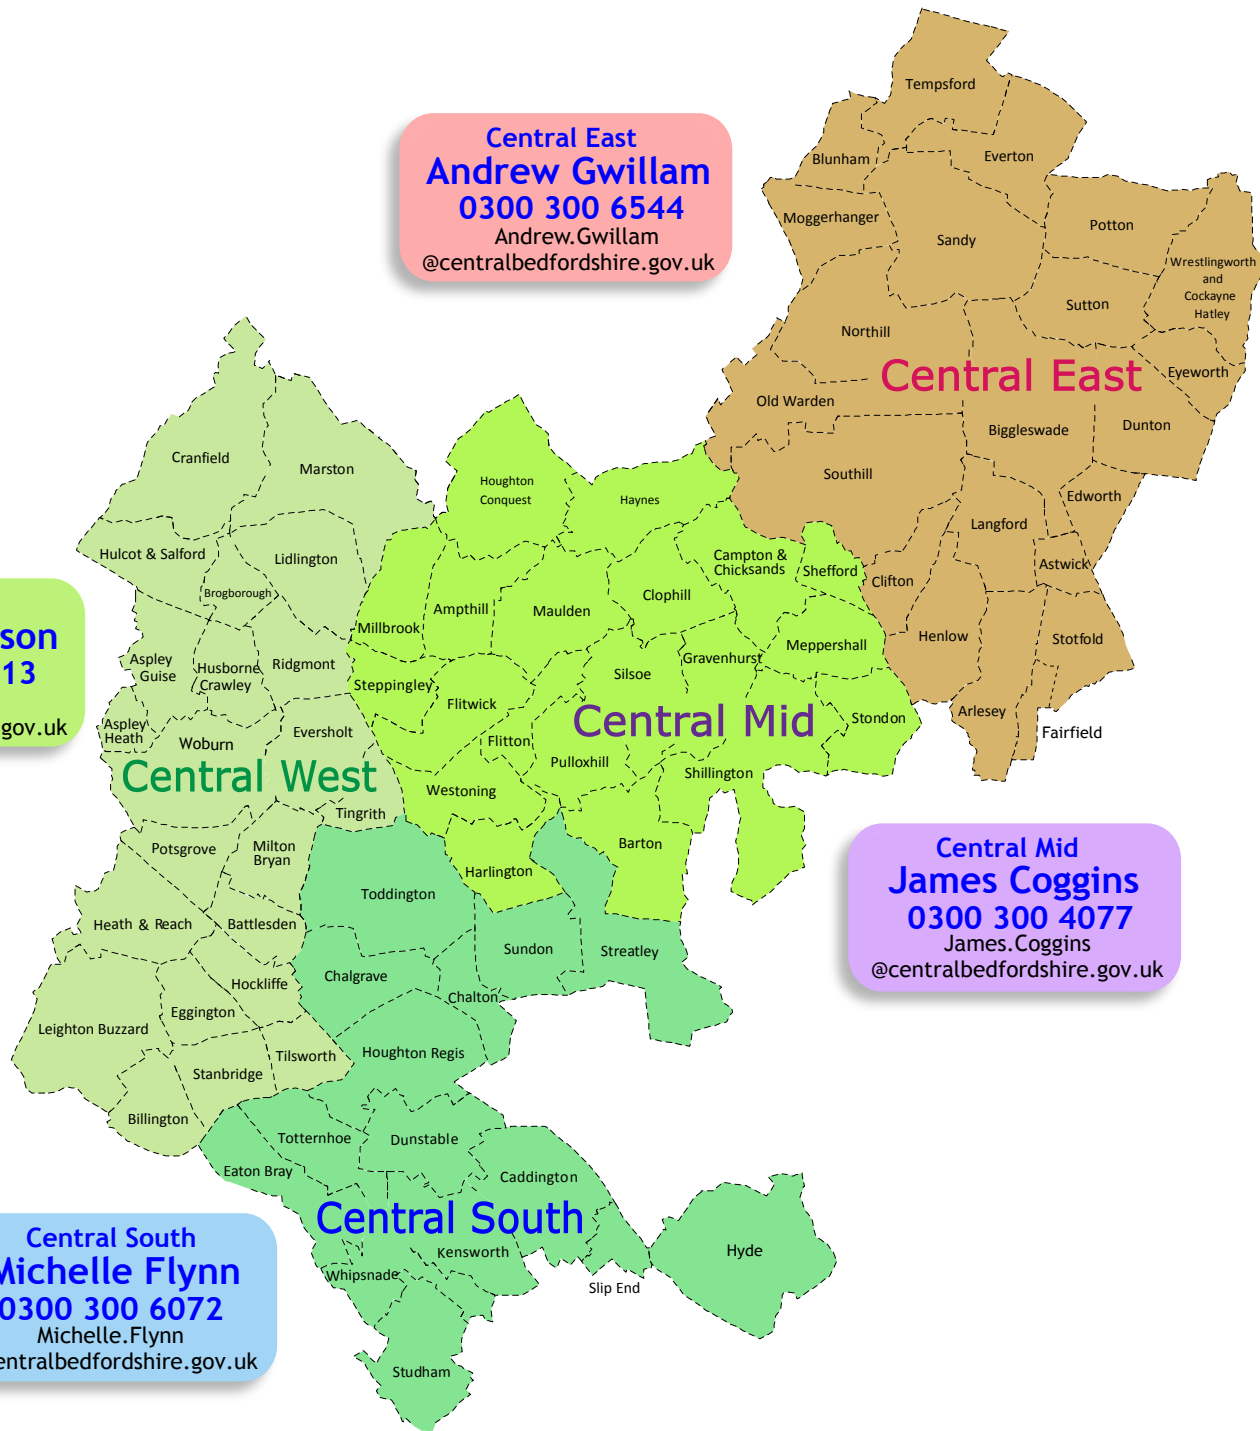 Tempsford
Central East
Andrew Gwillam
0300 300 6544
Andrew.Gwillam
@centralbedfordshire.gov.uk
Blunham
Everton
Moggerhanger
Sandy
Potton
Wrestlingworth
and
Cockayne
Hatley
Sutton
Northill
Central East
Eyeworth
Old Warden
Biggleswade
Dunton
Southill
Edworth
Langford
Astwick
Clifton
Henlow
Stotfold
Arlesey
Fairfield
Cranfield
Marston
Houghton
Conquest
Haynes
Hulcot & Salford
Lidlington
Brogborough
Campton &
Chicksands
Shefford
Clophill
Ampthill
Maulden
Millbrook
Meppershall
Aspley
Guise
Husborne
Crawley
Ridgmont
Steppingley
Silsoe
Gravenhurst
Flitwick
Central Mid
Stondon
Aspley
Heath
Woburn
Eversholt
Flitton
Pulloxhill
Shillington
Central West
Westoning
Tingrith
Potsgrove
Milton
Bryan
Barton
Harlington
Toddington
Heath & Reach
Battlesden
Sundon
Streatley
Chalgrave
Hockliffe
Chalton
Eggington
Leighton Buzzard
Houghton Regis
Tilsworth
Stanbridge
Billington
Totternhoe
Dunstable
Eaton Bray
Caddington
Central South
Hyde
Kensworth
Whipsnade
Slip End
Studham
son
13
gov.uk
Central Mid
James Coggins
0300 300 4077
James.Coggins
@centralbedfordshire.gov.uk
Central South
Michelle Flynn
0300 300 6072
Michelle.Flynn
entralbedfordshire.gov.uk